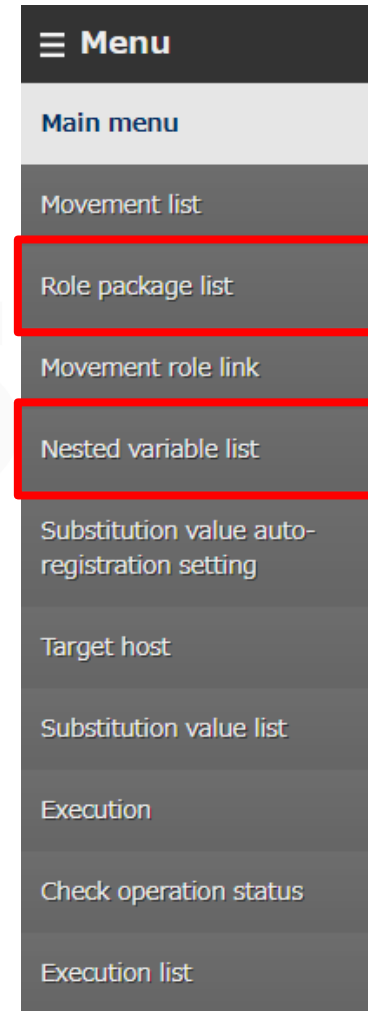 Menu
Main menu
Movement list
Role package list
Movement role link
Nested variable list
Substitution value auto-
registration setting
Target host
Substitution value list
Execution
Check operation status
Execution list